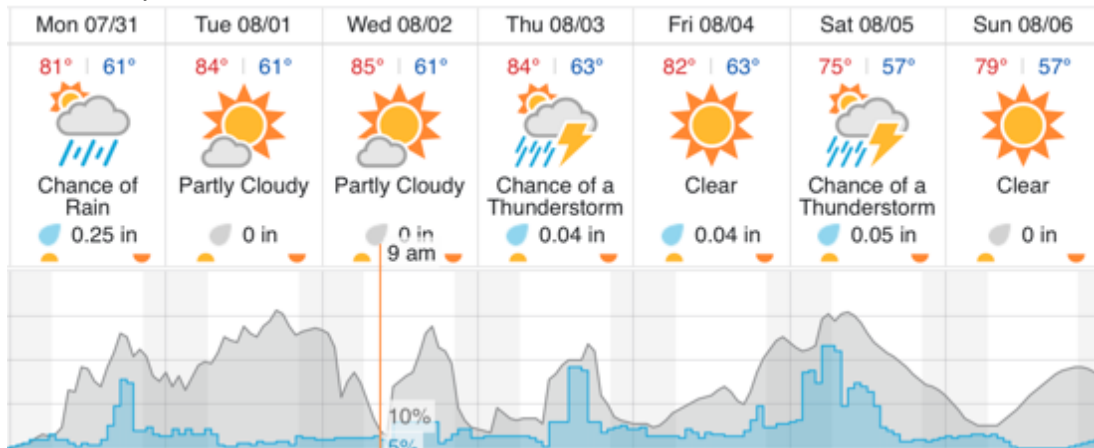 Mon 07/31 Tue 08/01 Wed 08/02 Thu 08/03 Fri 08/04 Sat 08/05 Sun 08/06
81° | 61° 84° | 61° 85° | 61° 84° | 63° 82° | 63° 75° | 57° 79° | 57°
Chance of Partly Cloudy Partly Cloudy Chance of a Clear Chance of a Clear
Rain Thunderstorm Thunderstorm
0.25 in 0 in 0 in 0.04 in 0.04 in 0.05 in 0 in
9 am
10%
5%